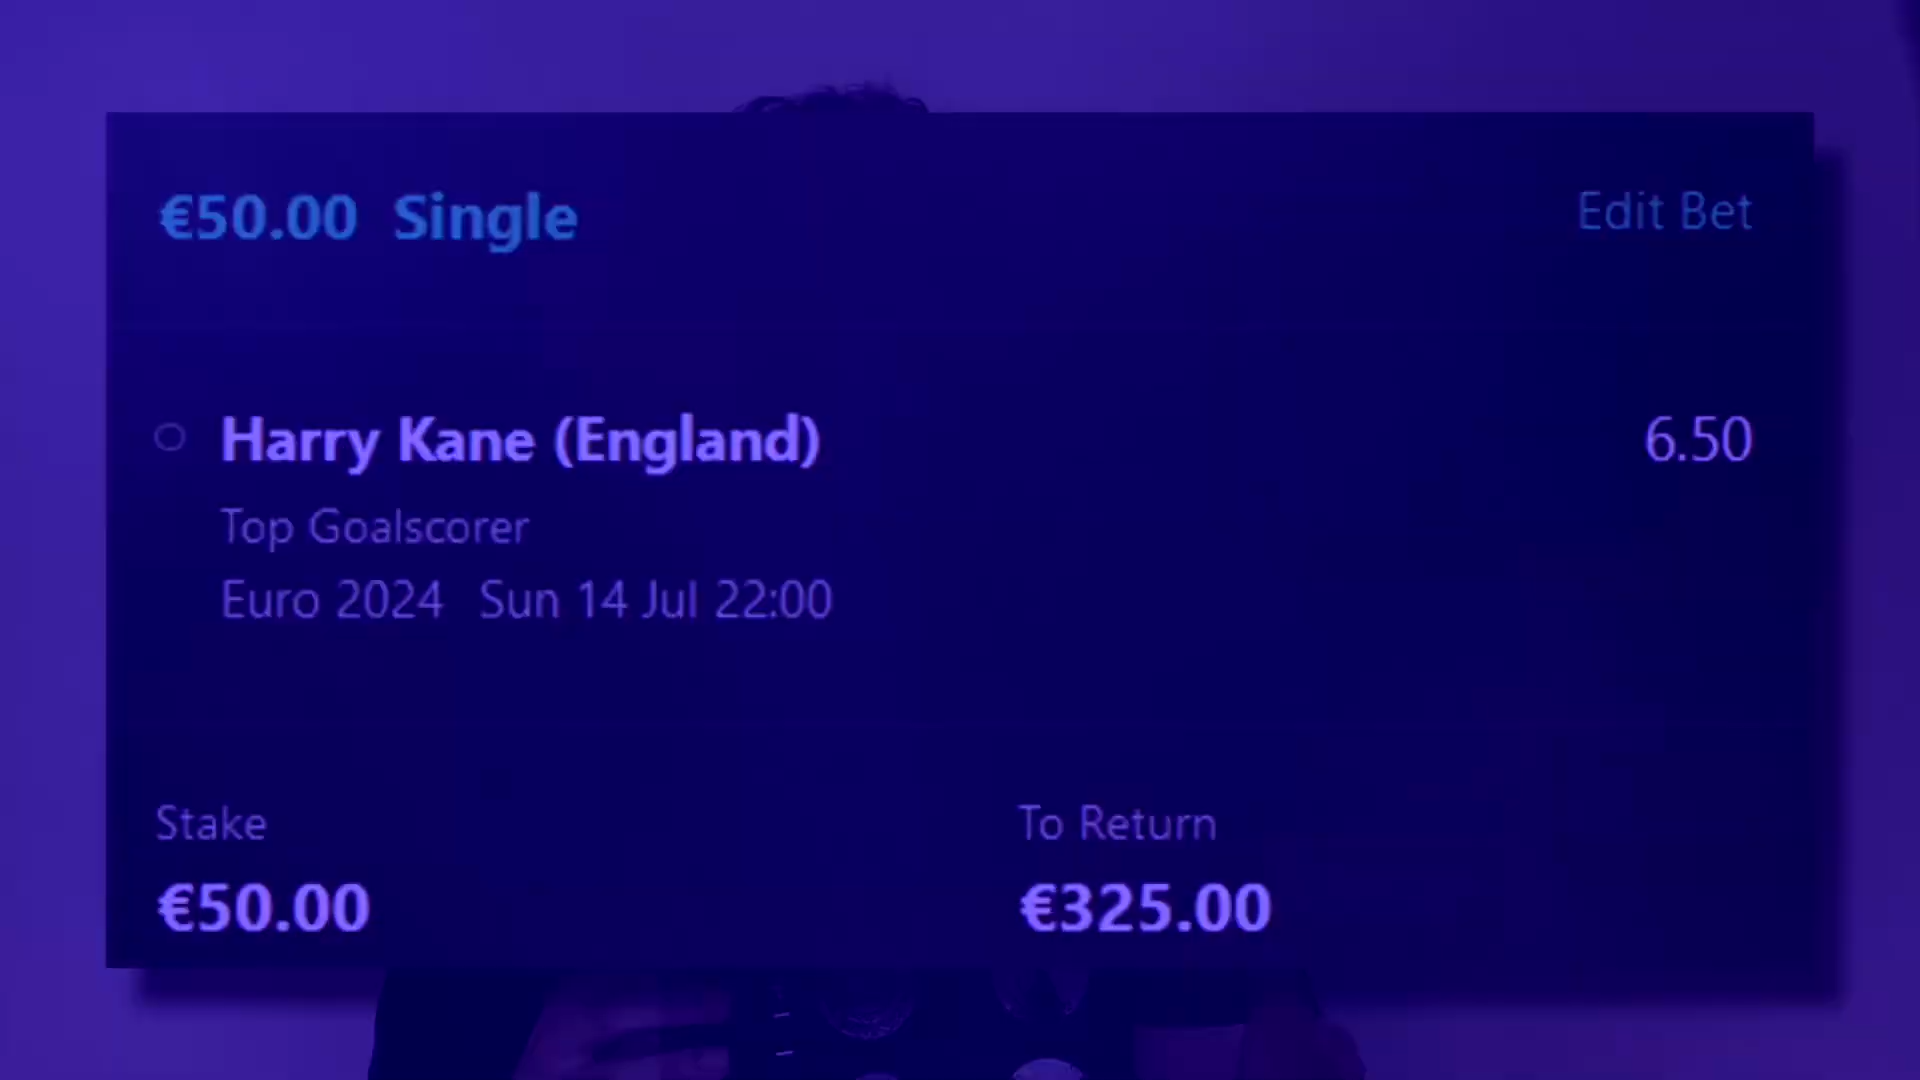 €50.00 Single
Edit Bet
Harry Kane (England)
6.50
Top Goalscorer
Euro 2024 Sun 14 Jul 22:00
Stake
To Return
€50.00
€325.00